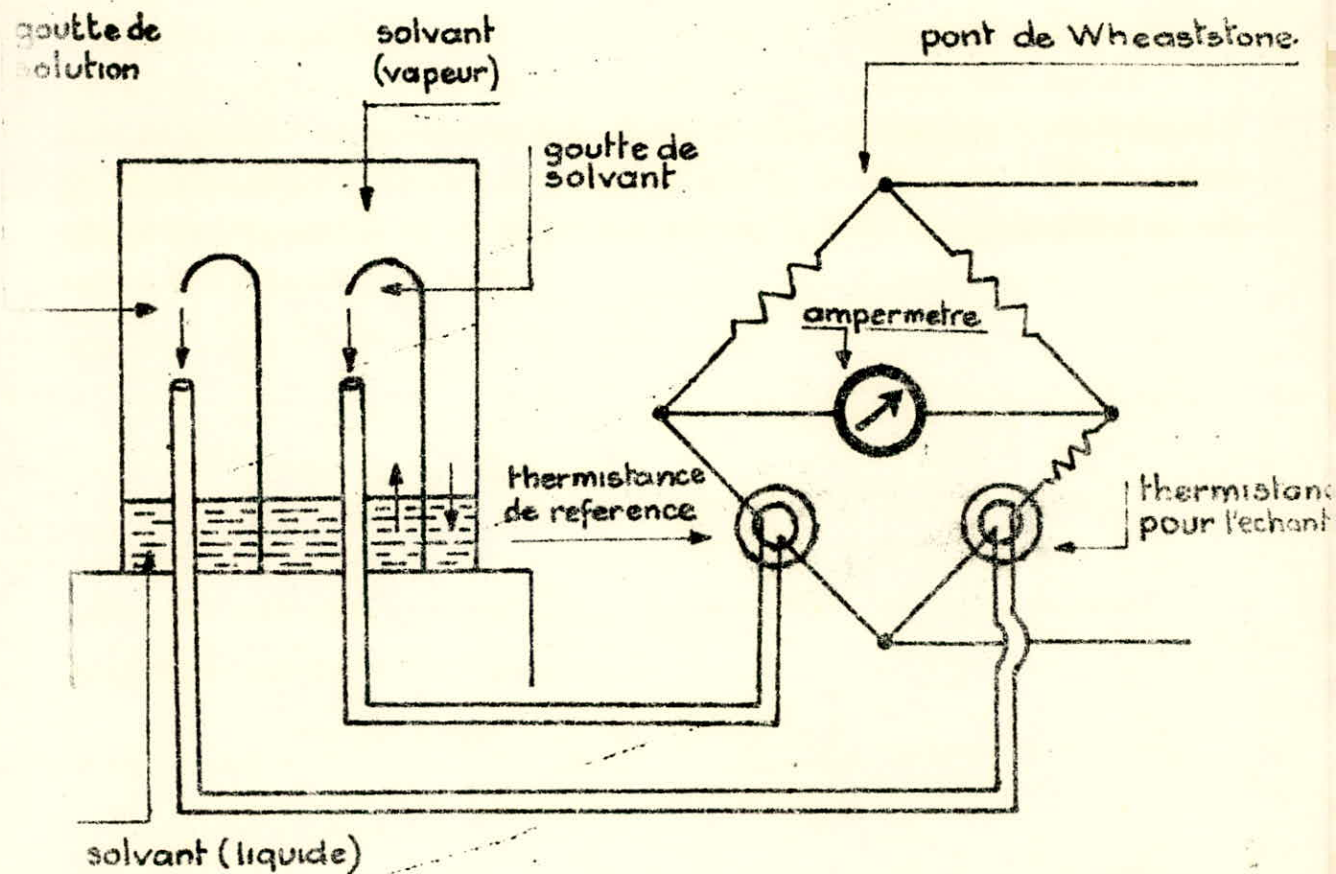 goutte de
solution
solvant
(vapeur)
pont de Wheaststone.
goutte de
solvant
ampermetre
thermistance
de reference
thermistanc
pour l'echant
solvant (liquide)